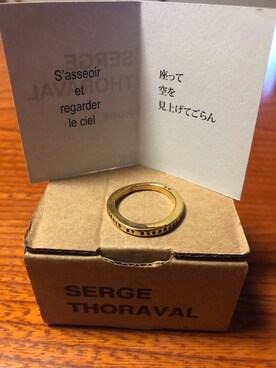 S'asseoir
et
regarder
le ciel
座って
空を
見上げてごらん
SERGE
THORAVAL